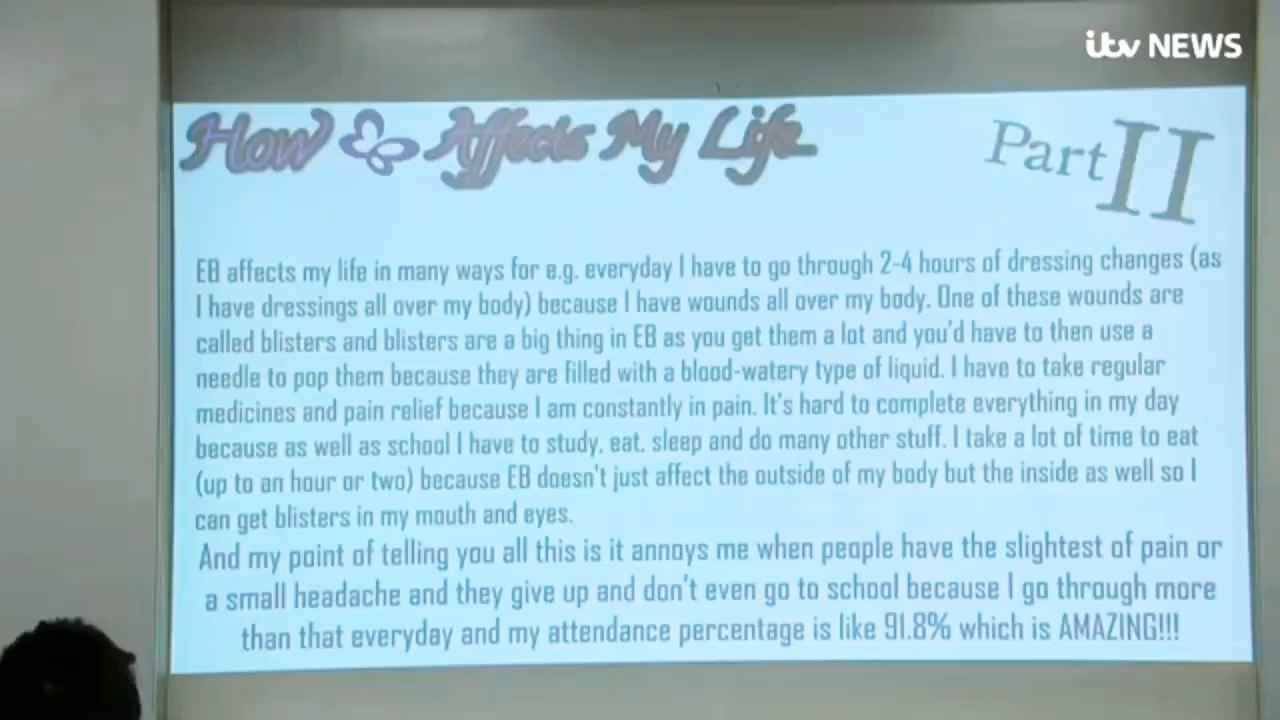 itv NEWS
How Affects My Life
Part II
EB affects my life in many ways for e.g. everyday I have to go through 2-4 hours of dressing changes (as
I have dressings all over my body) because I have wounds all over my body. One of these wounds are
called blisters and blisters are a big thing in EB as you get them a lot and you'd have to then use a
needle to pop them because they are filled with a blood-watery type of liquid. I have to take regular
medicines and pain relief because I am constantly in pain. It's hard to complete everything in my day
because as well as school I have to study, eat, sleep and do many other stuff. I take a lot of time to eat
(up to an hour or two) because EB doesn't just affect the outside of my body but the inside as well so I
can get blisters in my mouth and eyes.
And my point of telling you all this is it annoys me when people have the slightest of pain or
a small headache and they give up and don't even go to school because I go through more
than that everyday and my attendance percentage is like 91.8% which is AMAZING!!!